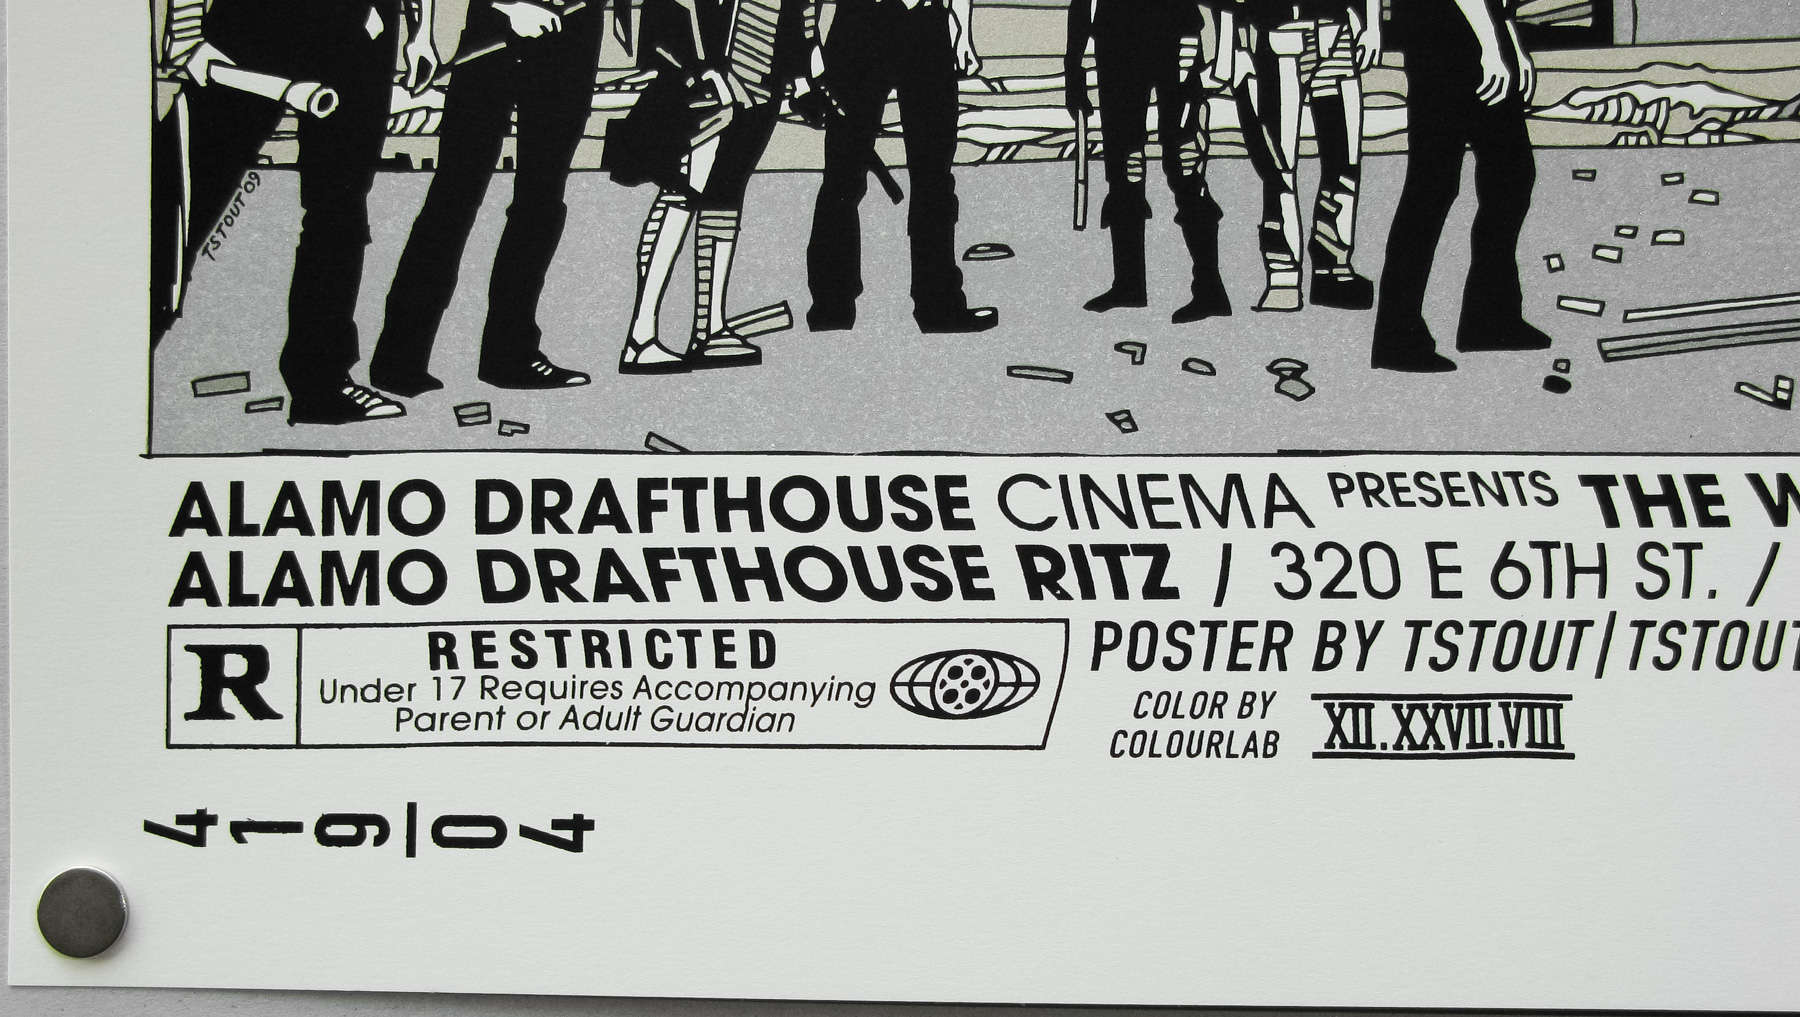 TSTOUT '09
ALAMO DRAFTHOUSE CINEMA PRESENTS THE W
ALAMO DRAFTHOUSE RITZ / 320 E 6TH ST. /
R
RESTRICTED
Under 17 Requires Accompanying
Parent or Adult Guardian
POSTER BY TSTOUT/TSTOUT
COLOR BY
COLOURLAB
XII.XXVII.VIII
419|04